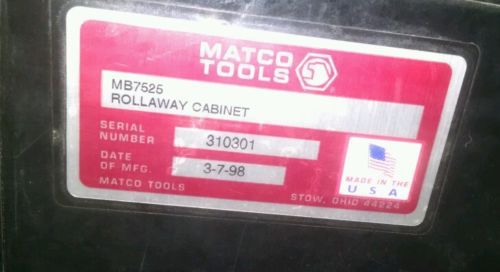 MATCO
TOOLS
MB7525
ROLLAWAY CABINET
SERIAL
NUMBER 310301
DATE
OF MFG. 3-7-98
MATCO TOOLS
MADE IN THE
USA
STOW, OHIO 44224